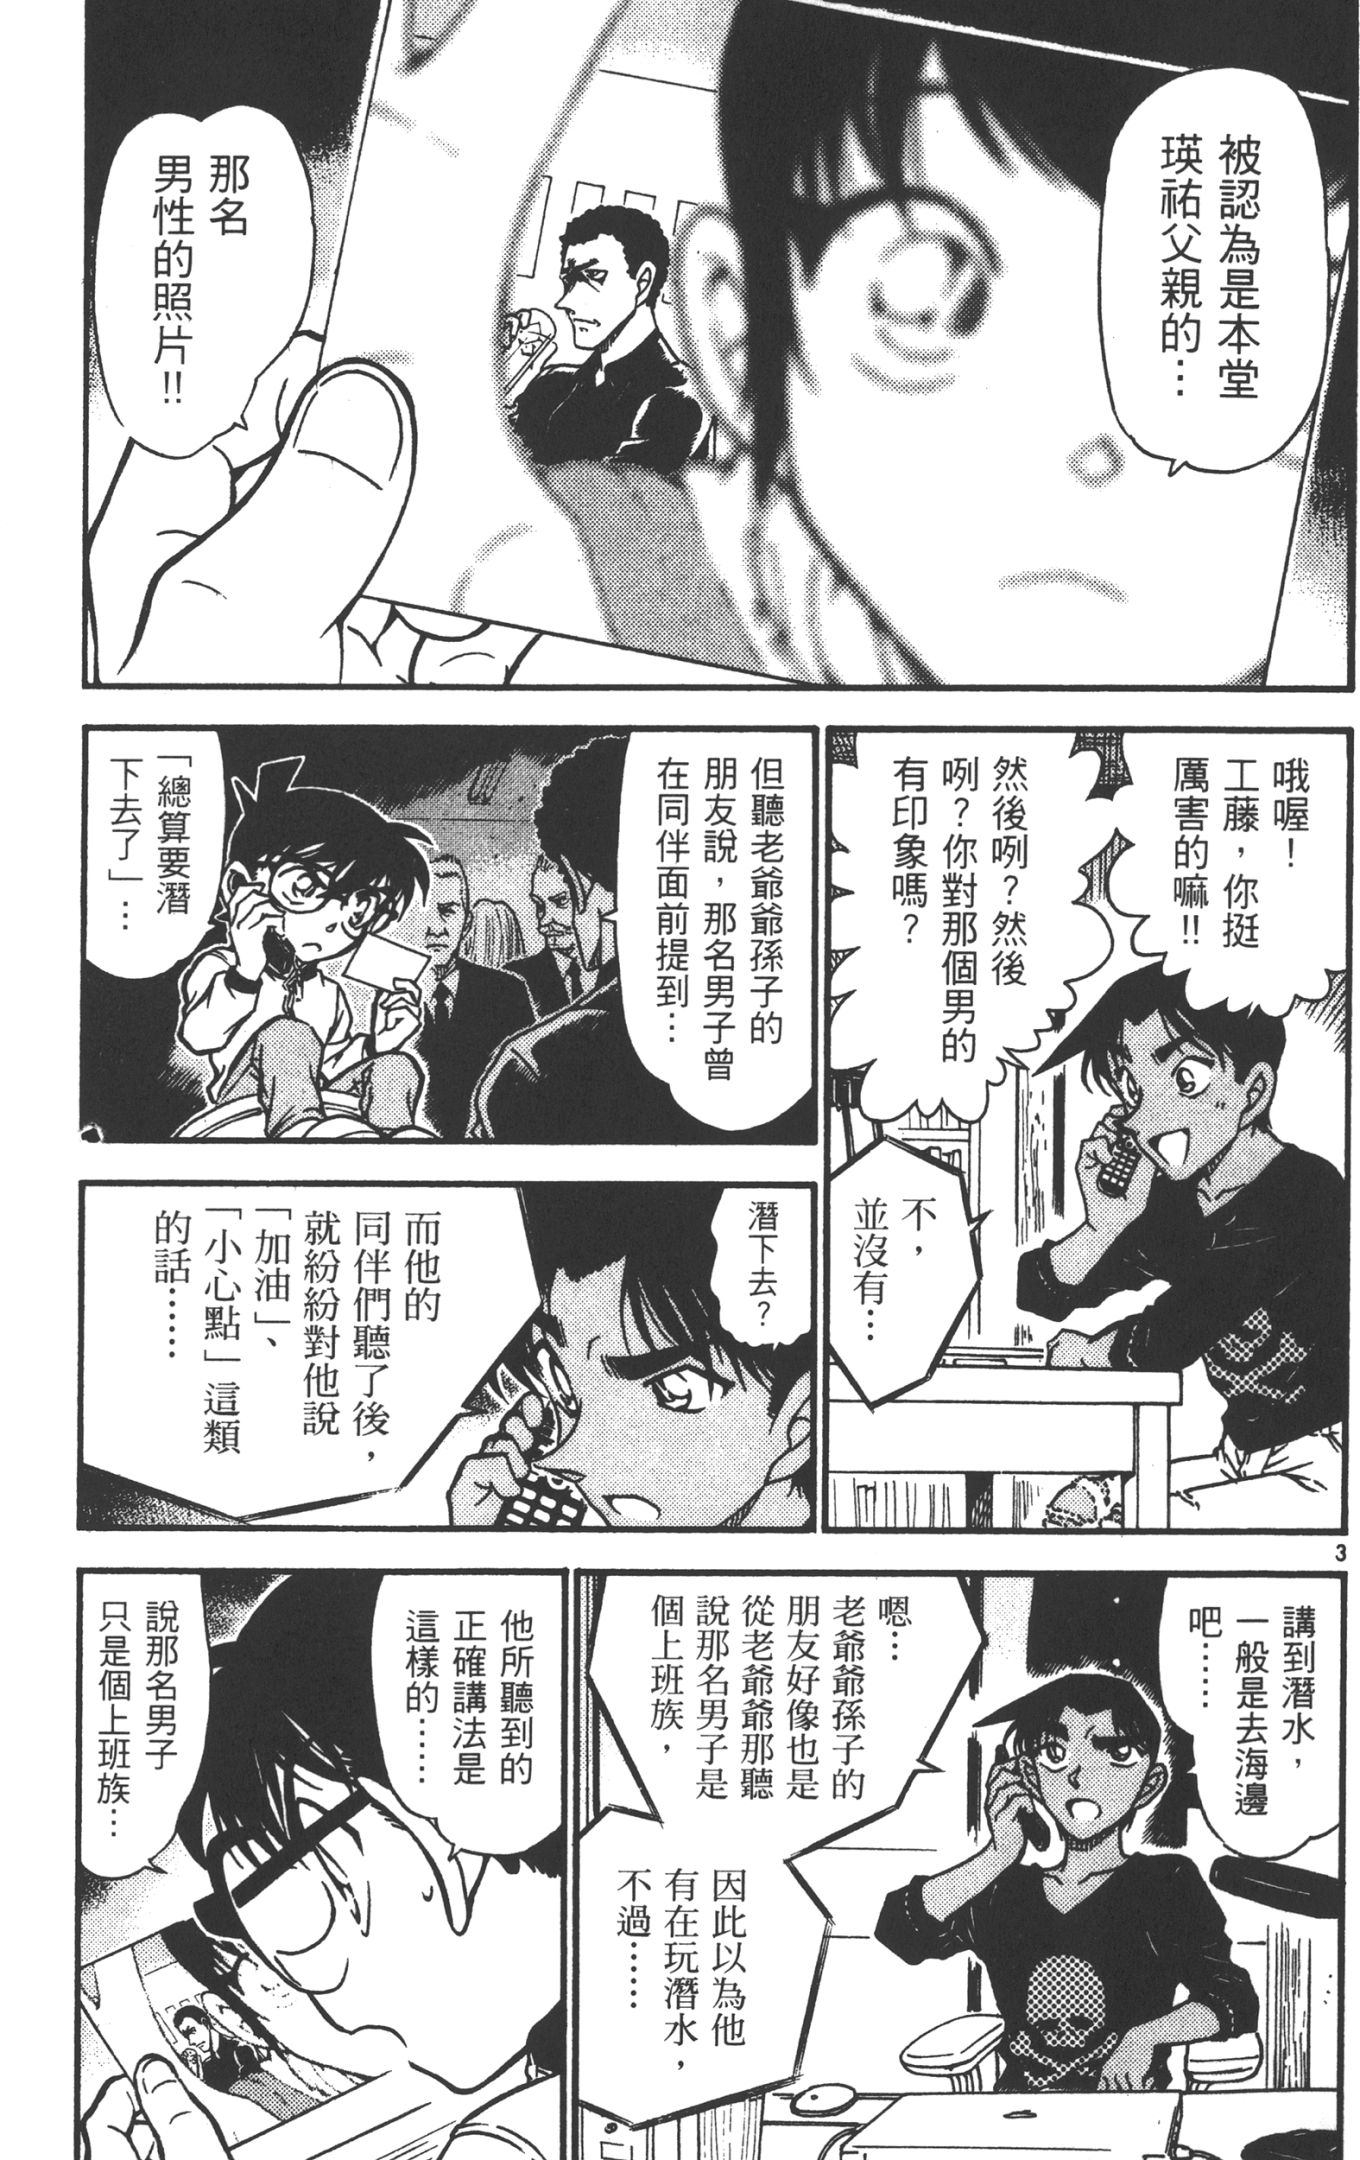 被認為是本堂
瑛祐父親的…
那名
男性的照片!!
哦喔！
工藤，你挺
厲害的嘛!!
然後咧？然後
咧？你對那個男的
有印象嗎？
不，
並沒有…
但聽老爺爺孫子的
朋友說，那名男子曾
在同伴面前提到…
「總算要潛
下去了」…
潛下去？
而他的
同伴們聽了後，
就紛紛對他說
「加油」、
「小心點」這類
的話……
3
講到潛水，
一般是去海邊
吧……
嗯…
老爺爺孫子的
朋友好像也是
從老爺爺那聽
說那名男子是
個上班族，
因此以為他
有在玩潛水，
不過……
他所聽到的
正確講法是
這樣的……
說那名男子
只是個上班族…